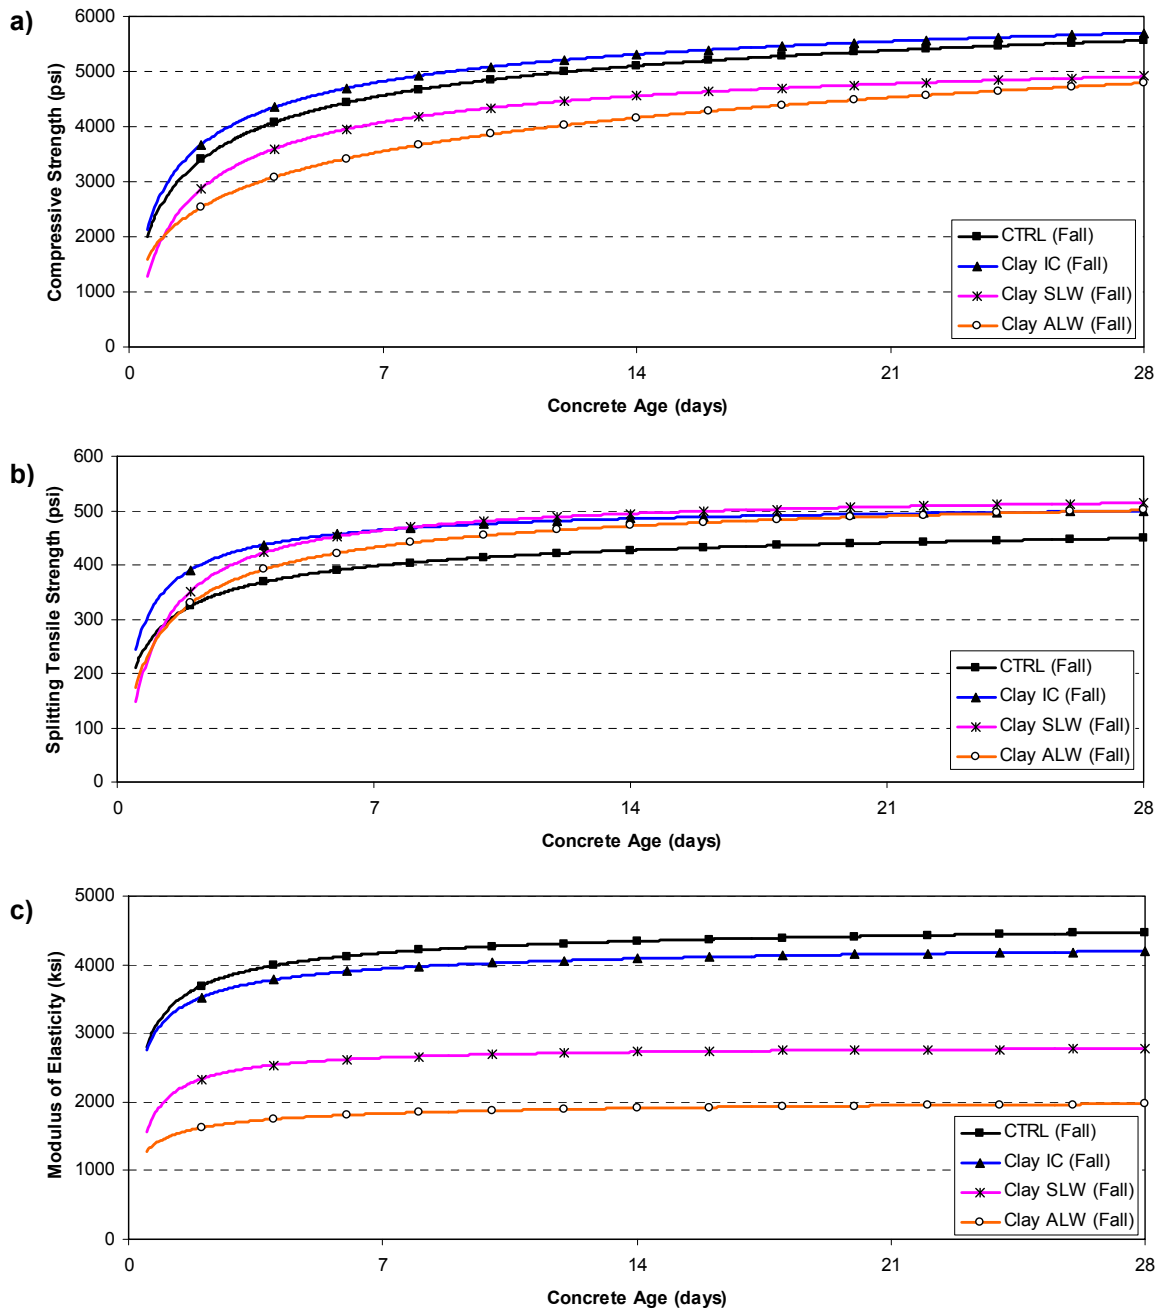 a)
Compressive Strength (psi)
6000
5000
4000
3000
2000
1000
0
0 7 14 21 28
Concrete Age (days)
CTRL (Fall)
Clay IC (Fall)
Clay SLW (Fall)
Clay ALW (Fall)
b)
Splitting Tensile Strength (psi)
600
500
400
300
200
100
0
0 7 14 21 28
Concrete Age (days)
CTRL (Fall)
Clay IC (Fall)
Clay SLW (Fall)
Clay ALW (Fall)
c)
Modulus of Elasticity (ksi)
5000
4000
3000
2000
1000
0
0 7 14 21 28
Concrete Age (days)
CTRL (Fall)
Clay IC (Fall)
Clay SLW (Fall)
Clay ALW (Fall)